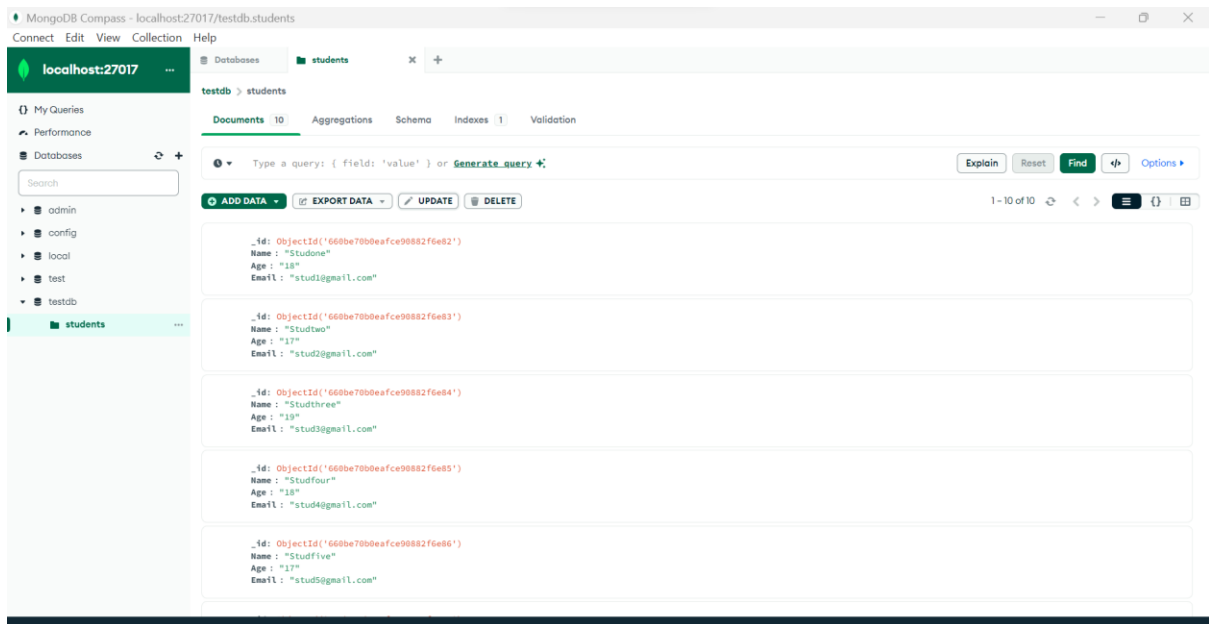 MongoDB Compass - localhost:27017/testdb.students
Connect Edit View Collection Help
localhost:27017 ...
Databases
students
testdb > students
{} My Queries
Performance
Databases
Search
admin
config
local
test
testdb
students ...
Documents 10 Aggregations Schema Indexes 1 Validation
Type a query: { field: 'value' } or Generate query
Explain Reset Find </> Options
ADD DATA EXPORT DATA UPDATE DELETE
1 - 10 of 10 {}
_id: ObjectId('660be70b0eafce90882f6e82')
Name : "Studone"
Age : "18"
Email : "stud1@gmail.com"
_id: ObjectId('660be70b0eafce90882f6e83')
Name : "Studtwo"
Age : "17"
Email : "stud2@gmail.com"
_id: ObjectId('660be70b0eafce90882f6e84')
Name : "Studthree"
Age : "19"
Email : "stud3@gmail.com"
_id: ObjectId('660be70b0eafce90882f6e85')
Name : "Studfour"
Age : "18"
Email : "stud4@gmail.com"
_id: ObjectId('660be70b0eafce90882f6e86')
Name : "Studfive"
Age : "17"
Email : "stud5@gmail.com"